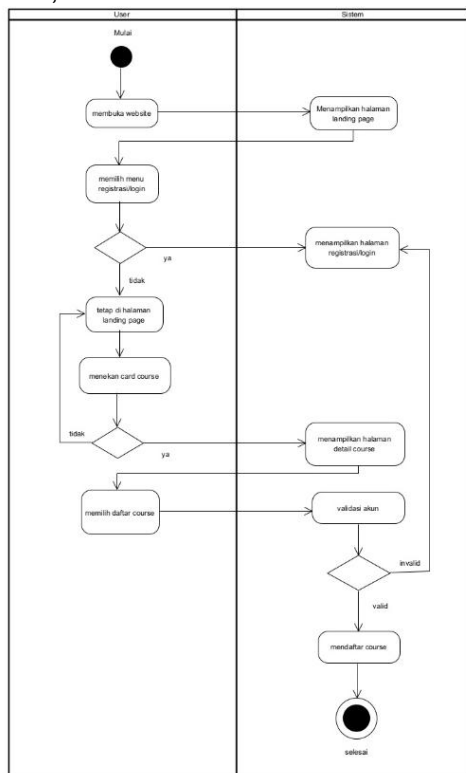 User
Sistem
Mulai
membuka website
Menampilkan halaman
landing page
memilih menu
registrasi/login
menampilkan halaman
registrasi/login
ya
tidak
tetap di halaman
landing page
menekan card course
tidak
ya
menampilkan halaman
detail course
memilih daftar course
validasi akun
invalid
valid
mendaftar course
selesai